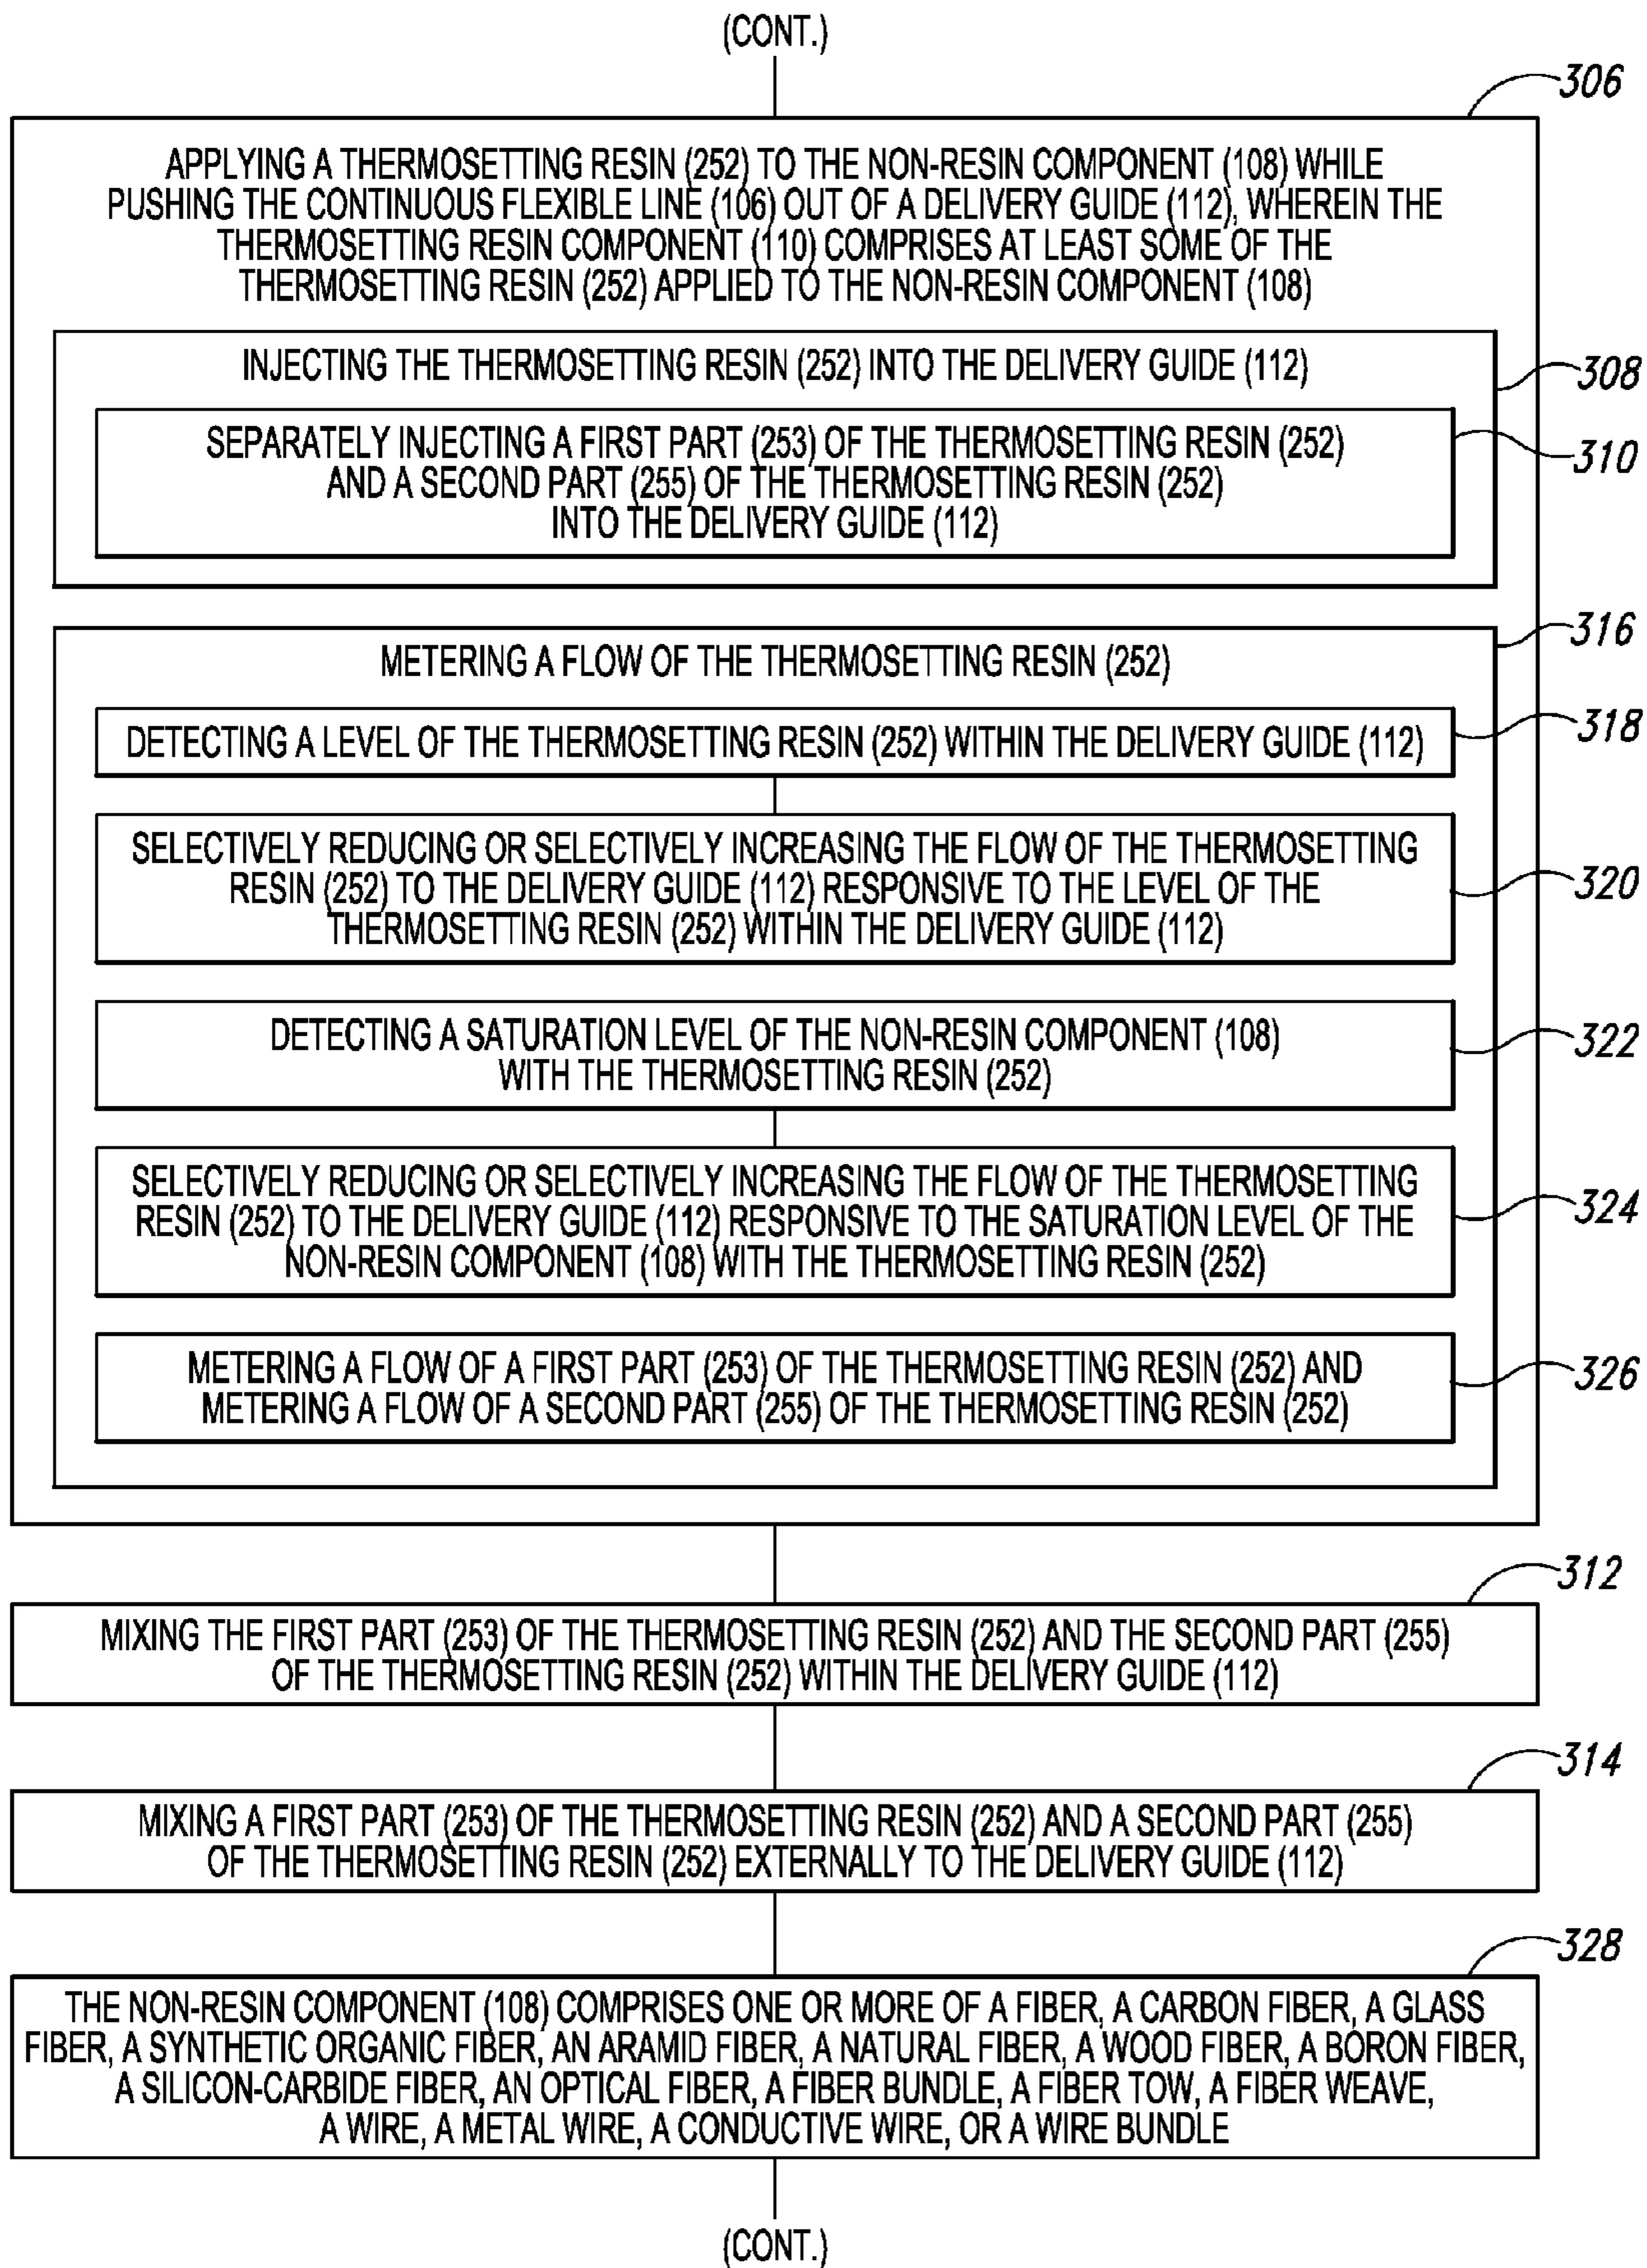 (CONT.)
306
APPLYING A THERMOSETTING RESIN (252) TO THE NON-RESIN COMPONENT (108) WHILE
PUSHING THE CONTINUOUS FLEXIBLE LINE (106) OUT OF A DELIVERY GUIDE (112), WHEREIN THE
THERMOSETTING RESIN COMPONENT (110) COMPRISES AT LEAST SOME OF THE
THERMOSETTING RESIN (252) APPLIED TO THE NON-RESIN COMPONENT (108)
INJECTING THE THERMOSETTING RESIN (252) INTO THE DELIVERY GUIDE (112)
308
SEPARATELY INJECTING A FIRST PART (253) OF THE THERMOSETTING RESIN (252)
AND A SECOND PART (255) OF THE THERMOSETTING RESIN (252)
INTO THE DELIVERY GUIDE (112)
310
316
METERING A FLOW OF THE THERMOSETTING RESIN (252)
DETECTING A LEVEL OF THE THERMOSETTING RESIN (252) WITHIN THE DELIVERY GUIDE (112)
318
SELECTIVELY REDUCING OR SELECTIVELY INCREASING THE FLOW OF THE THERMOSETTING
RESIN (252) TO THE DELIVERY GUIDE (112) RESPONSIVE TO THE LEVEL OF THE
THERMOSETTING RESIN (252) WITHIN THE DELIVERY GUIDE (112)
320
DETECTING A SATURATION LEVEL OF THE NON-RESIN COMPONENT (108)
WITH THE THERMOSETTING RESIN (252)
322
SELECTIVELY REDUCING OR SELECTIVELY INCREASING THE FLOW OF THE THERMOSETTING
RESIN (252) TO THE DELIVERY GUIDE (112) RESPONSIVE TO THE SATURATION LEVEL OF THE
NON-RESIN COMPONENT (108) WITH THE THERMOSETTING RESIN (252)
324
METERING A FLOW OF A FIRST PART (253) OF THE THERMOSETTING RESIN (252) AND
METERING A FLOW OF A SECOND PART (255) OF THE THERMOSETTING RESIN (252)
326
312
MIXING THE FIRST PART (253) OF THE THERMOSETTING RESIN (252) AND THE SECOND PART (255)
OF THE THERMOSETTING RESIN (252) WITHIN THE DELIVERY GUIDE (112)
314
MIXING A FIRST PART (253) OF THE THERMOSETTING RESIN (252) AND A SECOND PART (255)
OF THE THERMOSETTING RESIN (252) EXTERNALLY TO THE DELIVERY GUIDE (112)
328
THE NON-RESIN COMPONENT (108) COMPRISES ONE OR MORE OF A FIBER, A CARBON FIBER, A GLASS
FIBER, A SYNTHETIC ORGANIC FIBER, AN ARAMID FIBER, A NATURAL FIBER, A WOOD FIBER, A BORON FIBER,
A SILICON-CARBIDE FIBER, AN OPTICAL FIBER, A FIBER BUNDLE, A FIBER TOW, A FIBER WEAVE,
A WIRE, A METAL WIRE, A CONDUCTIVE WIRE, OR A WIRE BUNDLE
(CONT.)